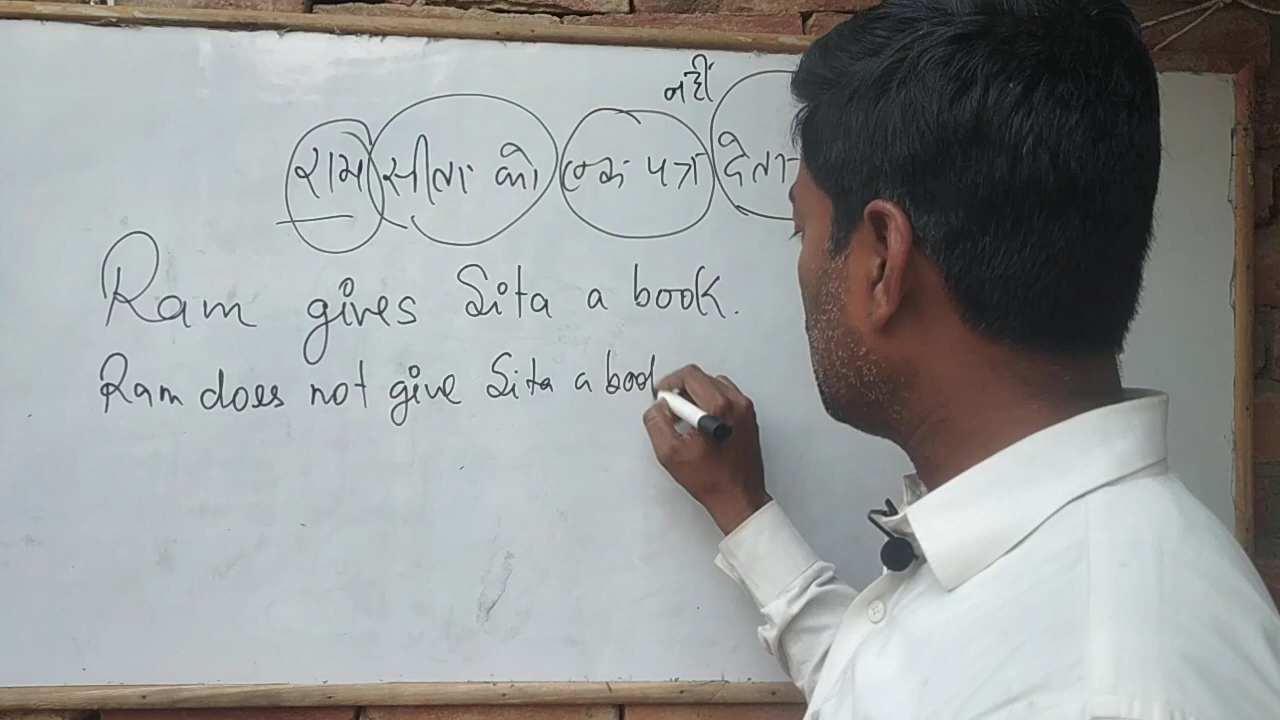 नहीं
राम सीता को एक पत्र देता
Ram gives Sita a book.
Ram does not give Sita a book